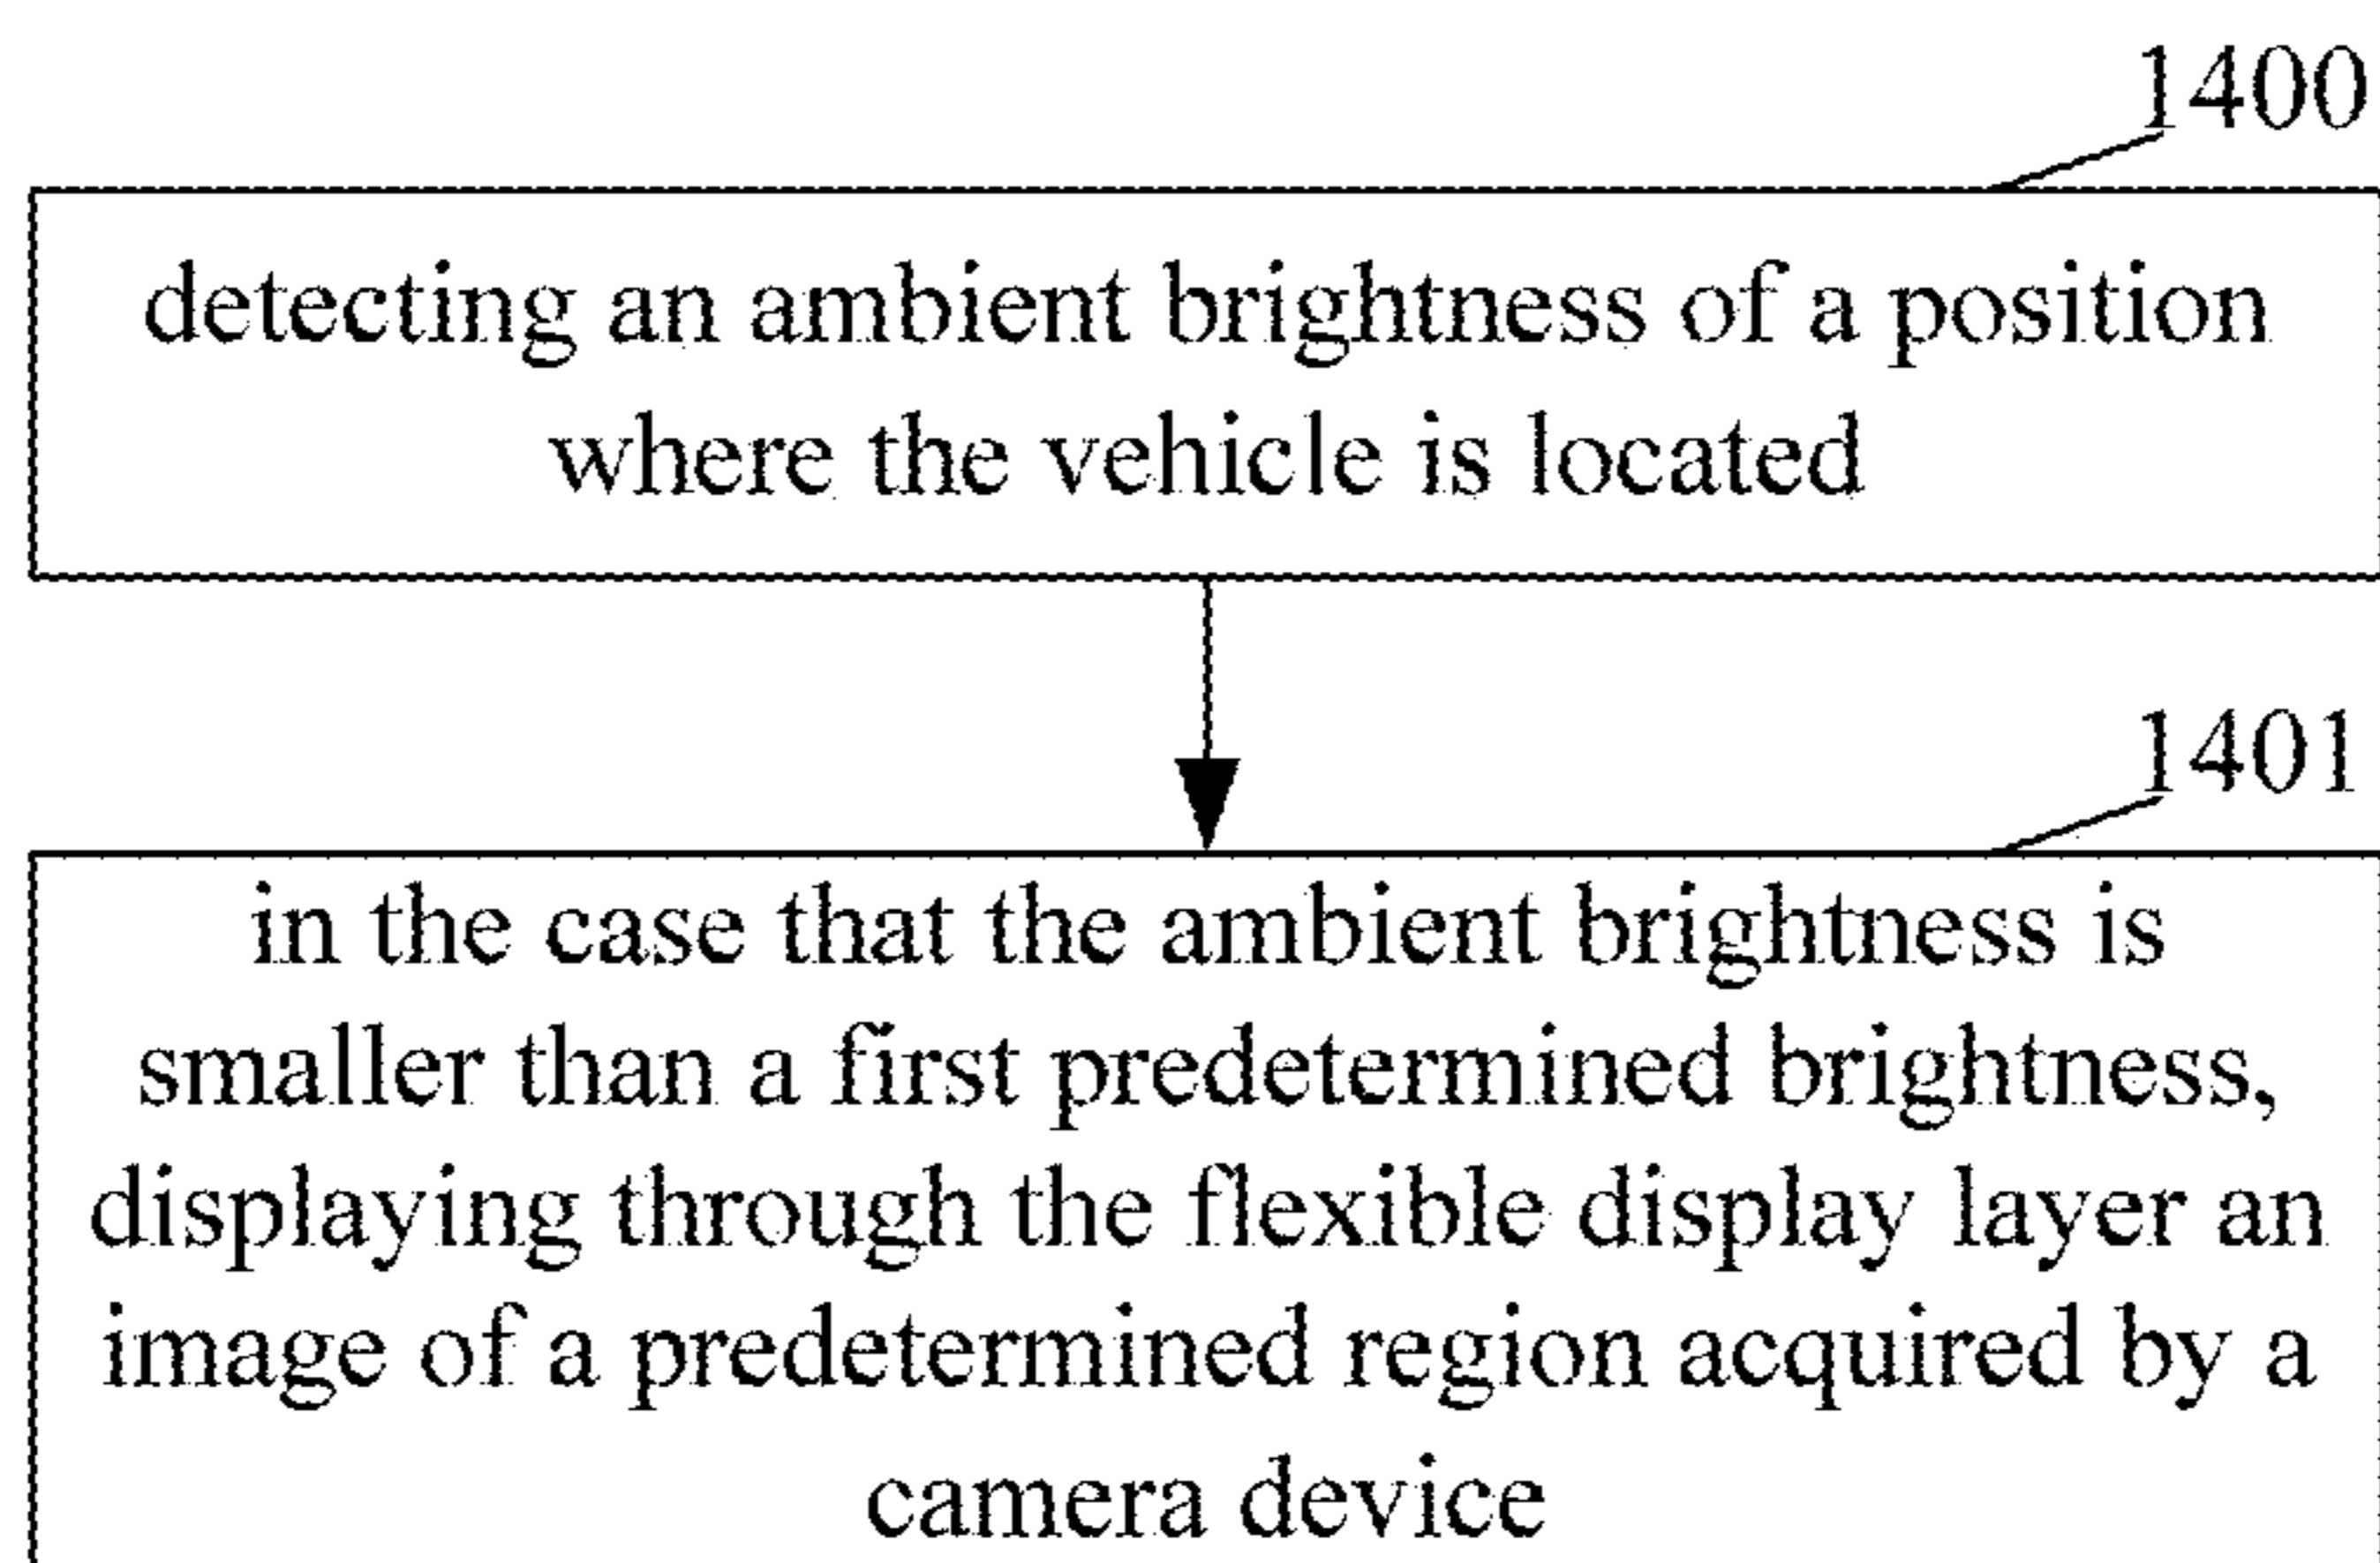 1400
detecting an ambient brightness of a position
where the vehicle is located
1401
in the case that the ambient brightness is
smaller than a first predetermined brightness,
displaying through the flexible display layer an
image of a predetermined region acquired by a
camera device